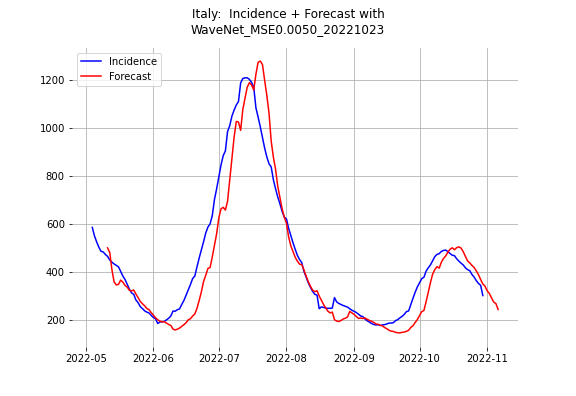 Italy:  Incidence + Forecast with
WaveNet_MSE0.0050_20221023
Incidence
Forecast
1200
1000
800
600
400
200
2022-05 2022-06 2022-07 2022-08 2022-09 2022-10 2022-11